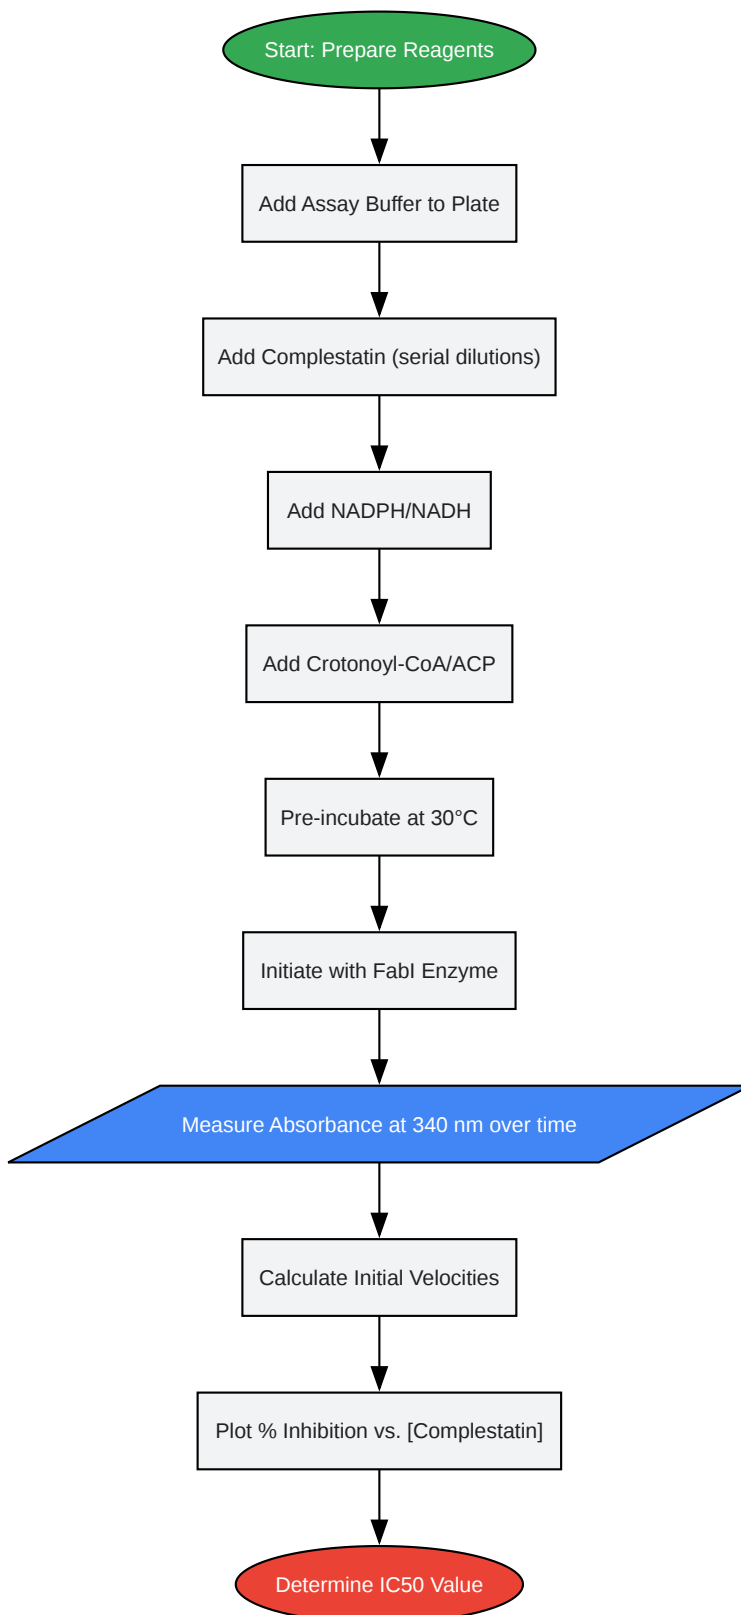 Start: Prepare Reagents
Add Assay Buffer to Plate
Add Complestatin (serial dilutions)
Add NADPH/NADH
Add Crotonoyl-CoA/ACP
Pre-incubate at 30°C
Initiate with FabI Enzyme
Measure Absorbance at 340 nm over time
Calculate Initial Velocities
Plot % Inhibition vs. [Complestatin]
Determine IC50 Value